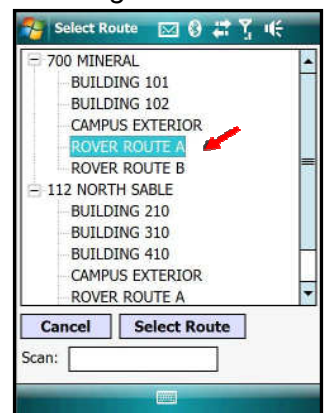 Select Route
700 MINERAL
BUILDING 101
BUILDING 102
CAMPUS EXTERIOR
ROVER ROUTE A
ROVER ROUTE B
112 NORTH SABLE
BUILDING 210
BUILDING 310
BUILDING 410
CAMPUS EXTERIOR
ROVER ROUTE A
Cancel Select Route
Scan: